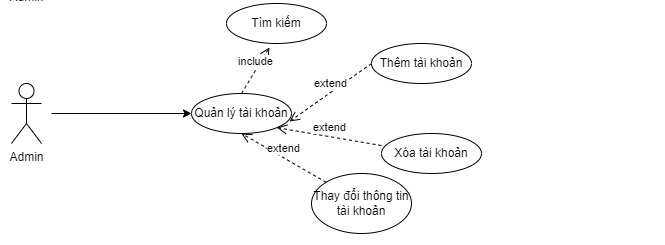 Tìm kiếm
include
Thêm tài khoản
extend
Quản lý tài khoản
extend
Xóa tài khoản
extend
Admin
Thay đổi thông tin
tài khoản